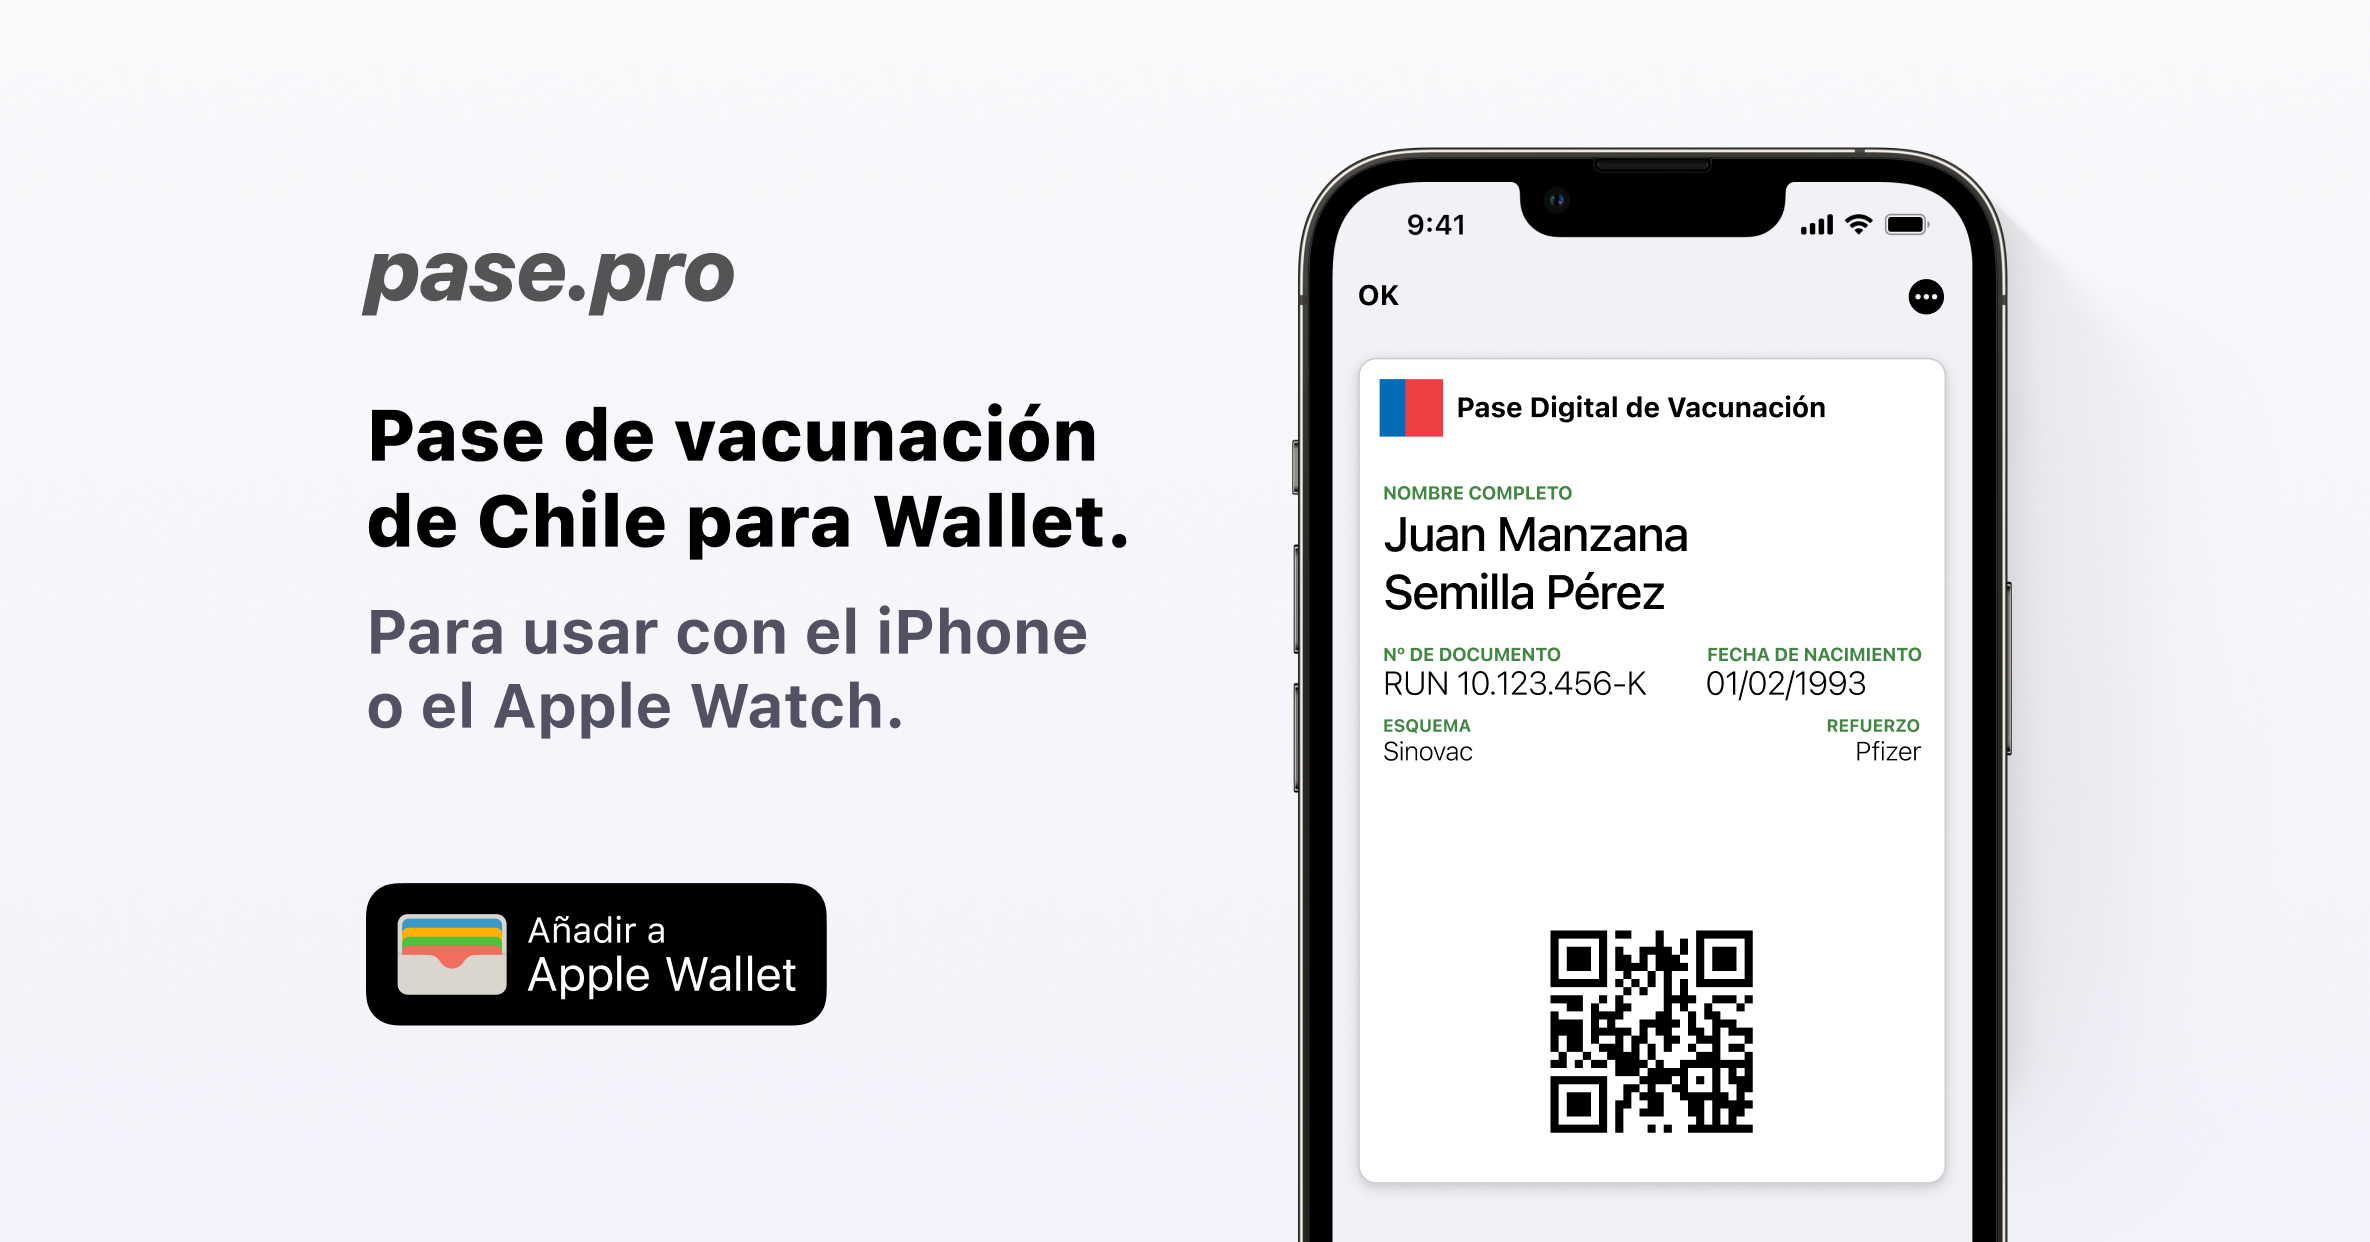 pase.pro
Pase de vacunación
de Chile para Wallet.
Para usar con el iPhone
o el Apple Watch.
Añadir a
Apple Wallet
9:41
OK
Pase Digital de Vacunación
NOMBRE COMPLETO
Juan Manzana
Semilla Pérez
Nº DE DOCUMENTO
RUN 10.123.456-K
FECHA DE NACIMIENTO
01/02/1993
ESQUEMA
Sinovac
REFUERZO
Pfizer